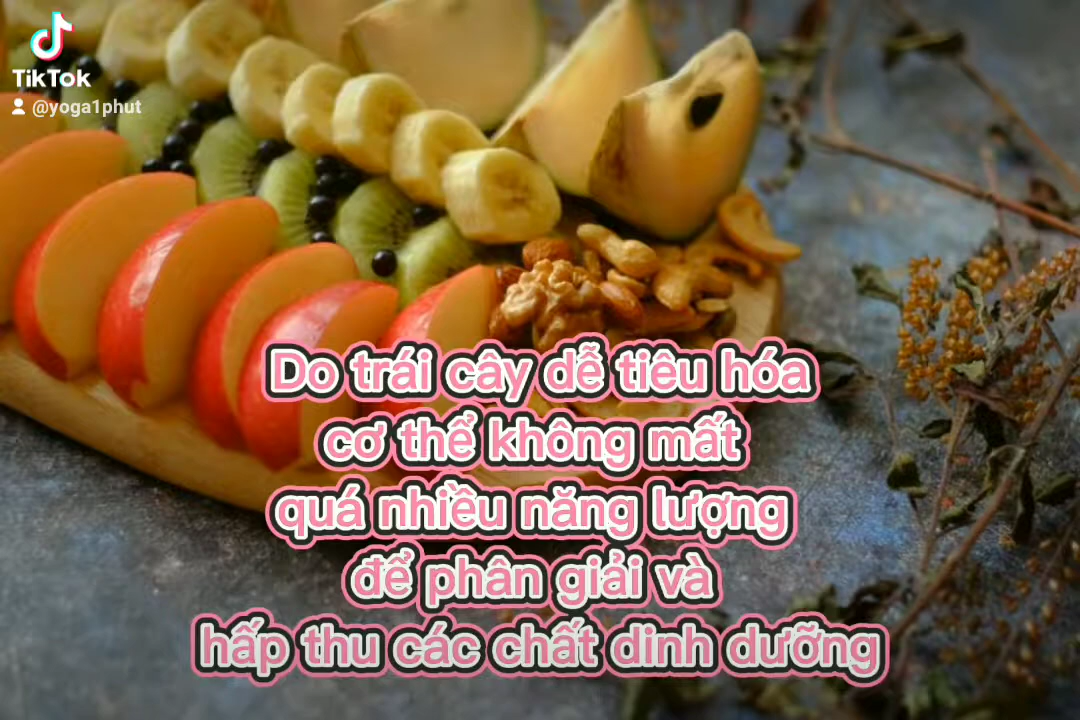 TikTok
@yoga1phut
Do trái cây dễ tiêu hóa
cơ thể không mất
quá nhiều năng lượng
để phân giải và
hấp thu các chất dinh dưỡng